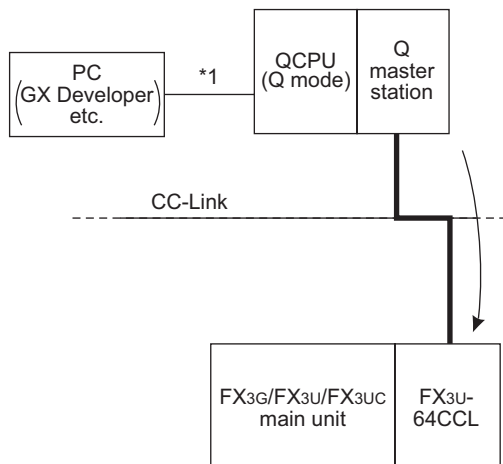 PC
(GX Developer)
etc.
*1
QCPU
(Q mode)
Q
master
station
CC-Link
FX3G/FX3U/FX3UC
main unit
FX3U-
64CCL